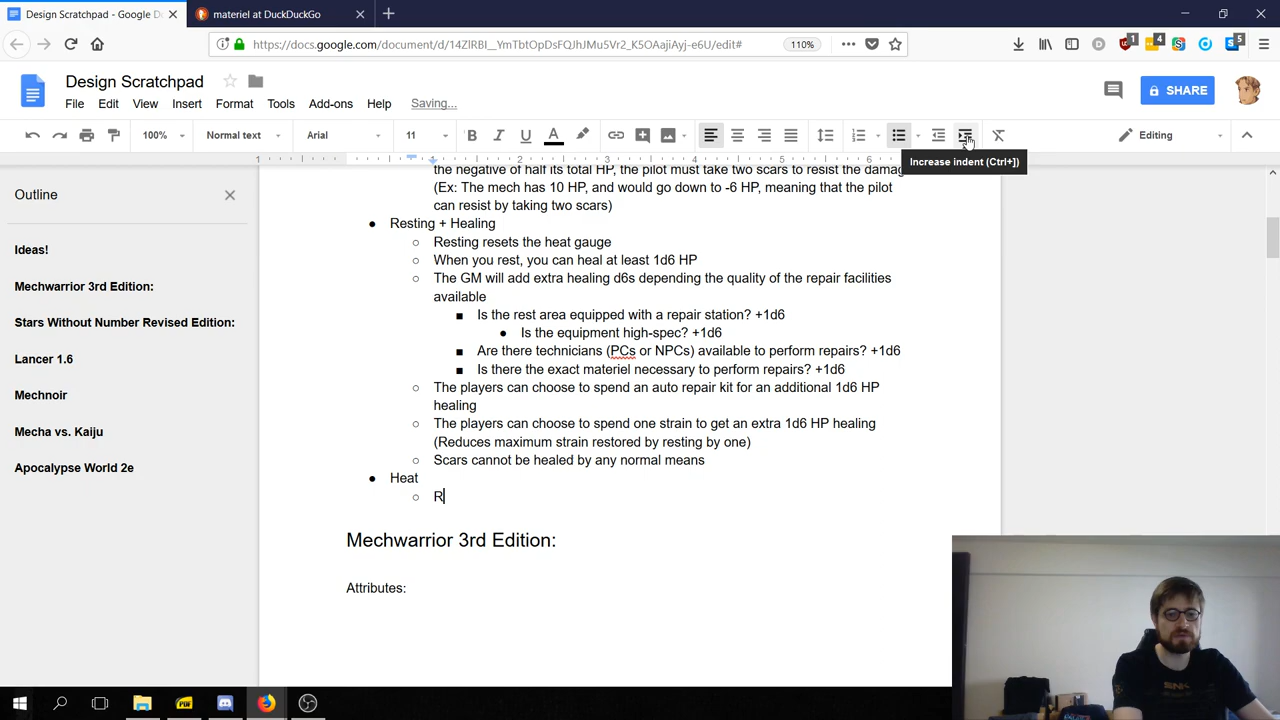 Design Scratchpad - Google D
materiel at DuckDuckGo
https://docs.google.com/document/d/
110%
1
4
5
Design Scratchpad
SHARE
File Edit View Insert Format Tools Add-ons Help Saving...
100% Normal text Arial 11 Editing
Increase indent (Ctrl+])
1 1 2 3 4 5 6
Outline
Ideas!
Mechwarrior 3rd Edition:
Stars Without Number Revised Edition:
Lancer 1.6
Mechnoir
Mecha vs. Kaiju
Apocalypse World 2e
the negative of half its total HP, the pilot must take two scars to resist the damag
(Ex: The mech has 10 HP, and would go down to -6 HP, meaning that the pilot
can resist by taking two scars)
● Resting + Healing
○ Resting resets the heat gauge
○ When you rest, you can heal at least 1d6 HP
○ The GM will add extra healing d6s depending the quality of the repair facilities
available
■ Is the rest area equipped with a repair station? +1d6
● Is the equipment high-spec? +1d6
■ Are there technicians (PCs or NPCs) available to perform repairs? +1d6
■ Is there the exact materiel necessary to perform repairs? +1d6
○ The players can choose to spend an auto repair kit for an additional 1d6 HP
healing
○ The players can choose to spend one strain to get an extra 1d6 HP healing
(Reduces maximum strain restored by resting by one)
○ Scars cannot be healed by any normal means
● Heat
○ R
Mechwarrior 3rd Edition:
Attributes: